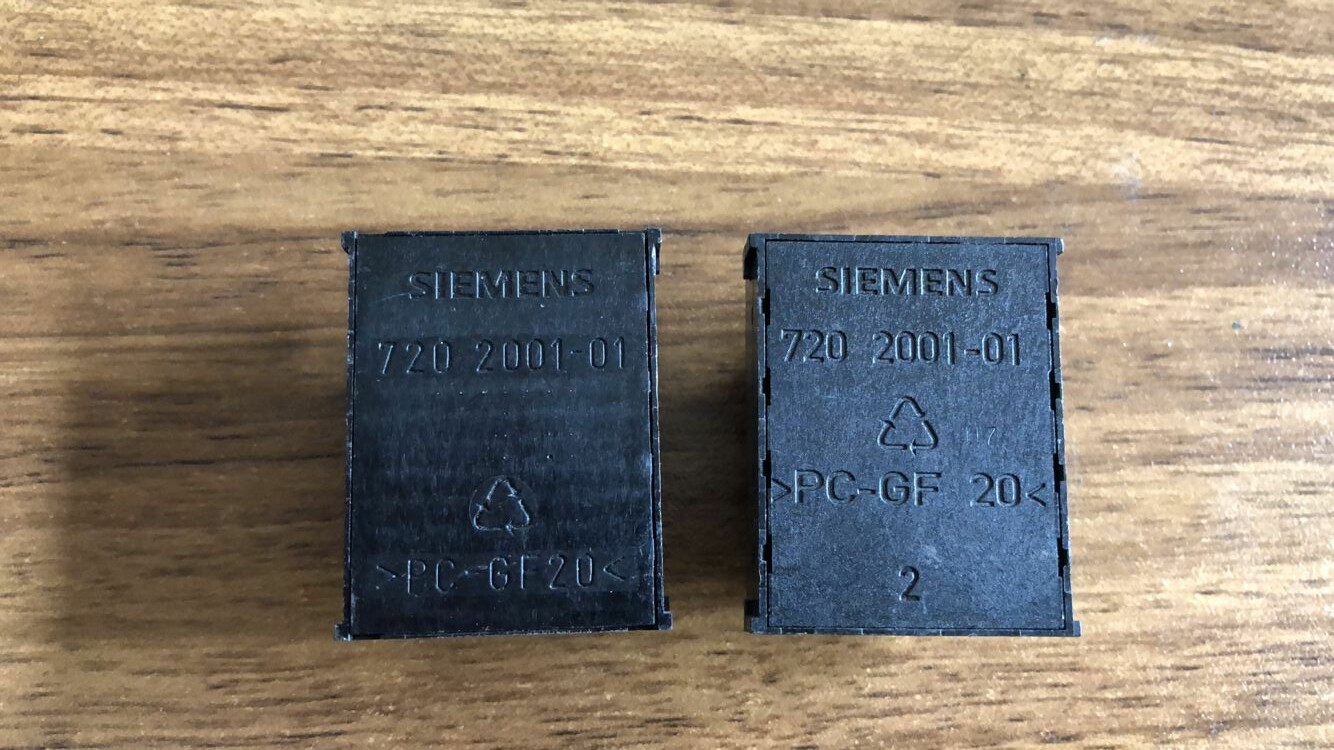 SIEMENS
720 2001-01
>PC-GF20<
SIEMENS
720 2001-01
>PC-GF 20<
2